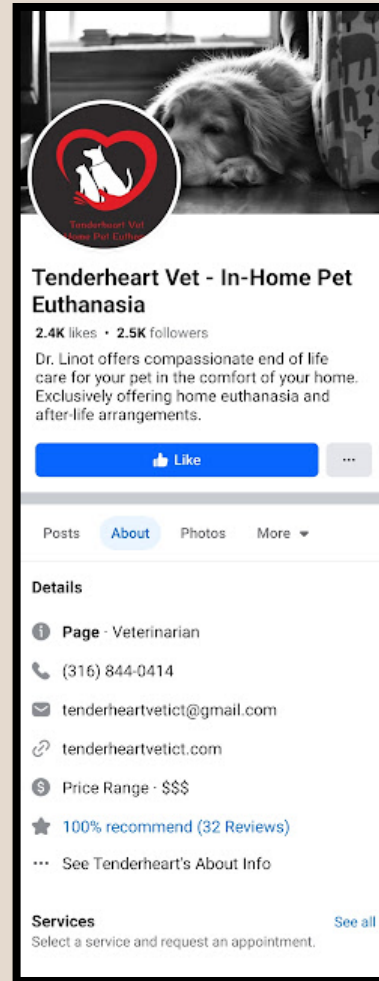 Tenderheart Vet
Home Pet Eutha
Tenderheart Vet - In-Home Pet
Euthanasia
2.4K likes • 2.5K followers
Dr. Linot offers compassionate end of life
care for your pet in the comfort of your home.
Exclusively offering home euthanasia and
after-life arrangements.
Like
Posts About Photos More
Details
Page · Veterinarian
(316) 844-0414
tenderheartvetict@gmail.com
tenderheartvetict.com
Price Range · $$$
100% recommend (32 Reviews)
See Tenderheart's About Info
Services See all
Select a service and request an appointment.